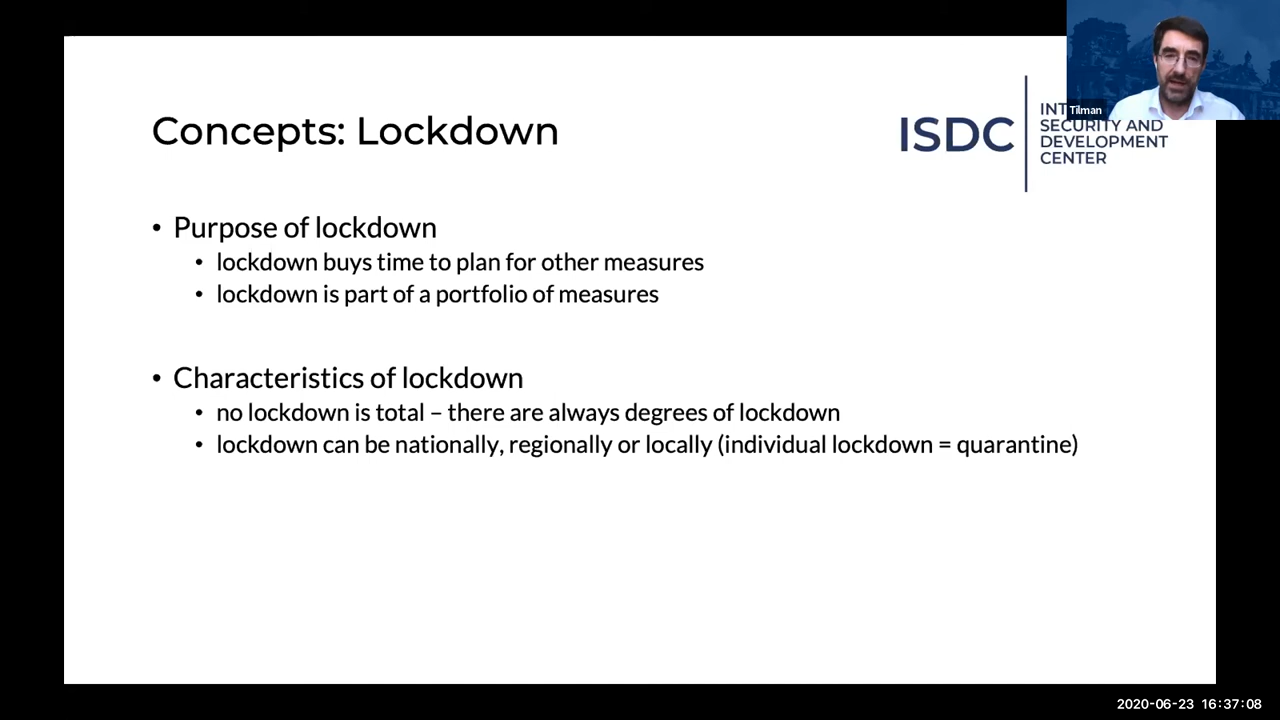 Concepts: Lockdown
ISDC
SECURITY AND
DEVELOPMENT
CENTER
Tilman
• Purpose of lockdown
• lockdown buys time to plan for other measures
• lockdown is part of a portfolio of measures
• Characteristics of lockdown
• no lockdown is total – there are always degrees of lockdown
• lockdown can be nationally, regionally or locally (individual lockdown = quarantine)
2020-06-23 16:37:08